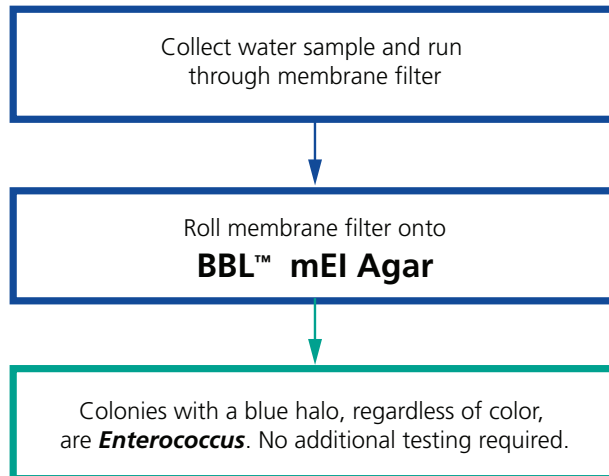 Collect water sample and run
through membrane filter
Roll membrane filter onto
BBL™ mEI Agar
Colonies with a blue halo, regardless of color,
are Enterococcus. No additional testing required.